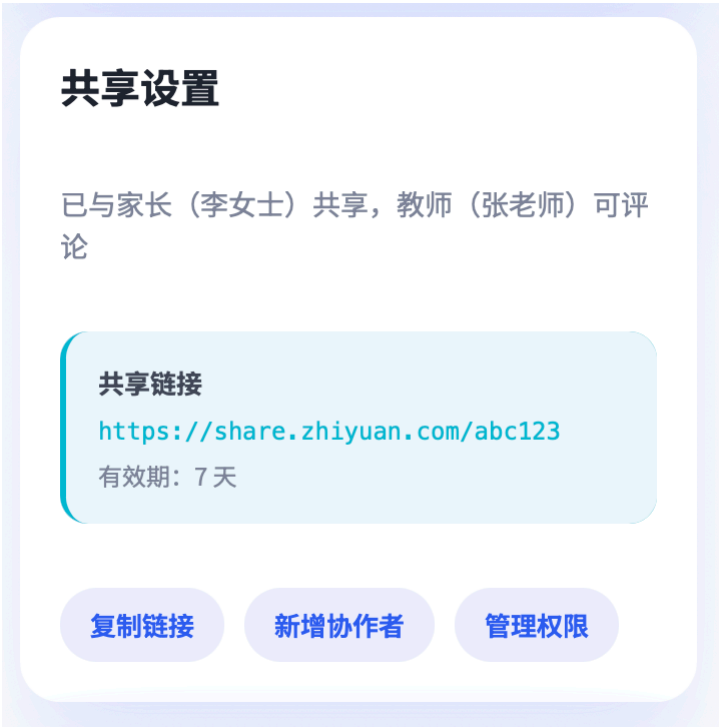 共享设置
已与家长（李女士）共享，教师（张老师）可评
论
共享链接
https://share.zhiyuan.com/abc123
有效期：7 天
复制链接 新增协作者 管理权限